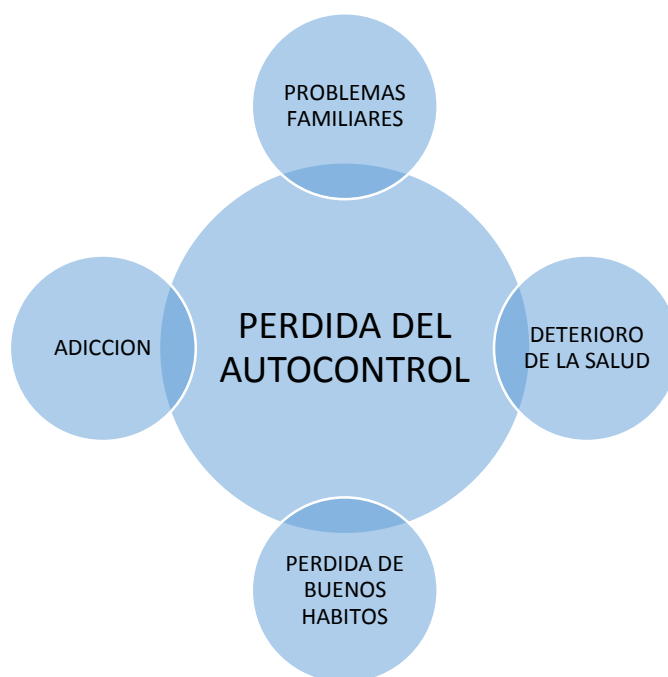 PROBLEMAS
FAMILIARES
ADICCION
PERDIDA DEL
AUTOCONTROL
DETERIORO
DE LA SALUD
PERDIDA DE
BUENOS
HABITOS